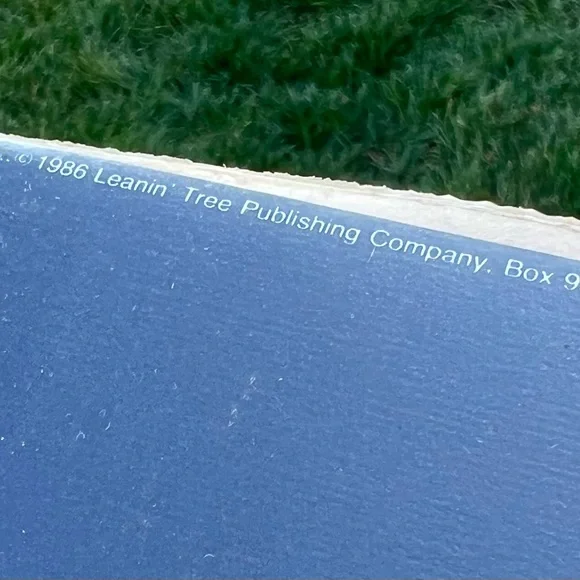 . © 1986 Leanin' Tree Publishing Company, Box 9